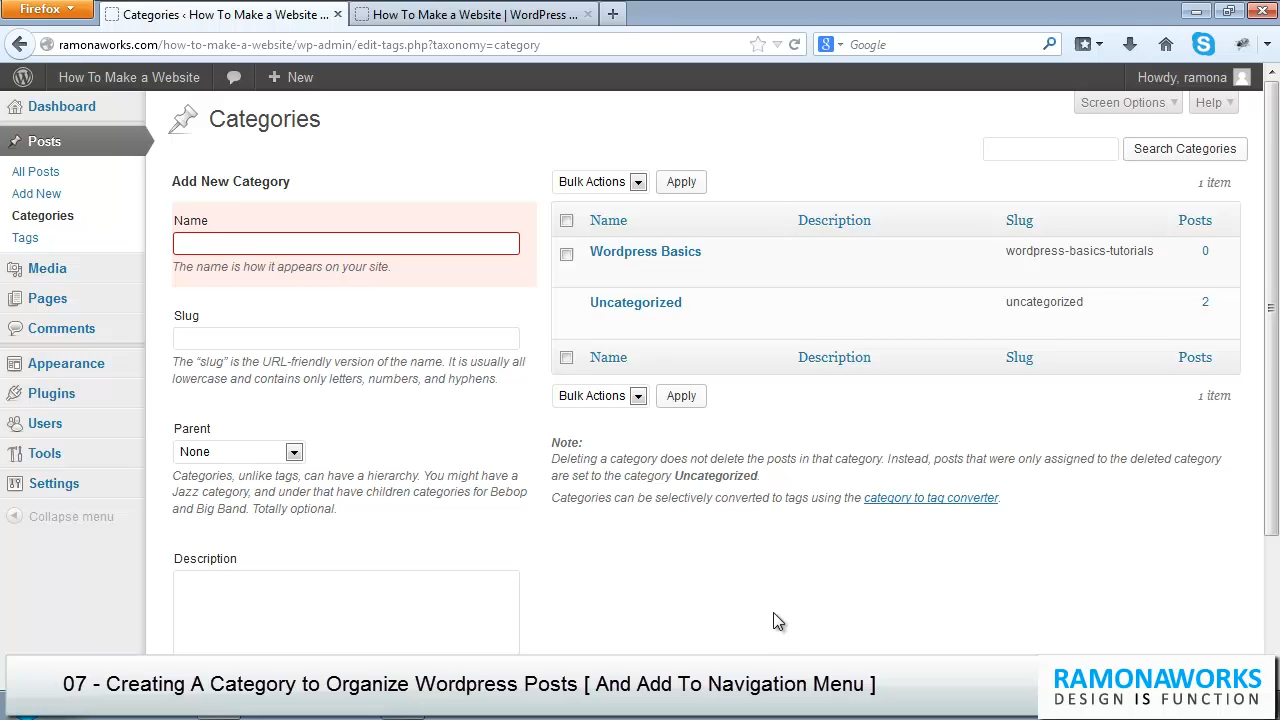 Firefox
Categories ‹ How To Make a Website ...
How To Make a Website | WordPress ...
ramonaworks.com/how-to-make-a-website/wp-admin/edit-tags.php?taxonomy=category
Google
How To Make a Website
New
Howdy, ramona
Dashboard
Posts
All Posts
Add New
Categories
Tags
Media
Pages
Comments
Appearance
Plugins
Users
Tools
Settings
Collapse menu
Categories
Screen Options
Help
Search Categories
Add New Category
Name
The name is how it appears on your site.
Slug
The “slug” is the URL-friendly version of the name. It is usually all
lowercase and contains only letters, numbers, and hyphens.
Parent
None
Categories, unlike tags, can have a hierarchy. You might have a
Jazz category, and under that have children categories for Bebop
and Big Band. Totally optional.
Description
Bulk Actions Apply 1 item
Name Description Slug Posts
Wordpress Basics wordpress-basics-tutorials 0
Uncategorized uncategorized 2
Name Description Slug Posts
Bulk Actions Apply 1 item
Note:
Deleting a category does not delete the posts in that category. Instead, posts that were only assigned to the deleted category
are set to the category Uncategorized.
Categories can be selectively converted to tags using the category to tag converter.
07 - Creating A Category to Organize Wordpress Posts [ And Add To Navigation Menu ]
RAMONAWORKS
DESIGN IS FUNCTION